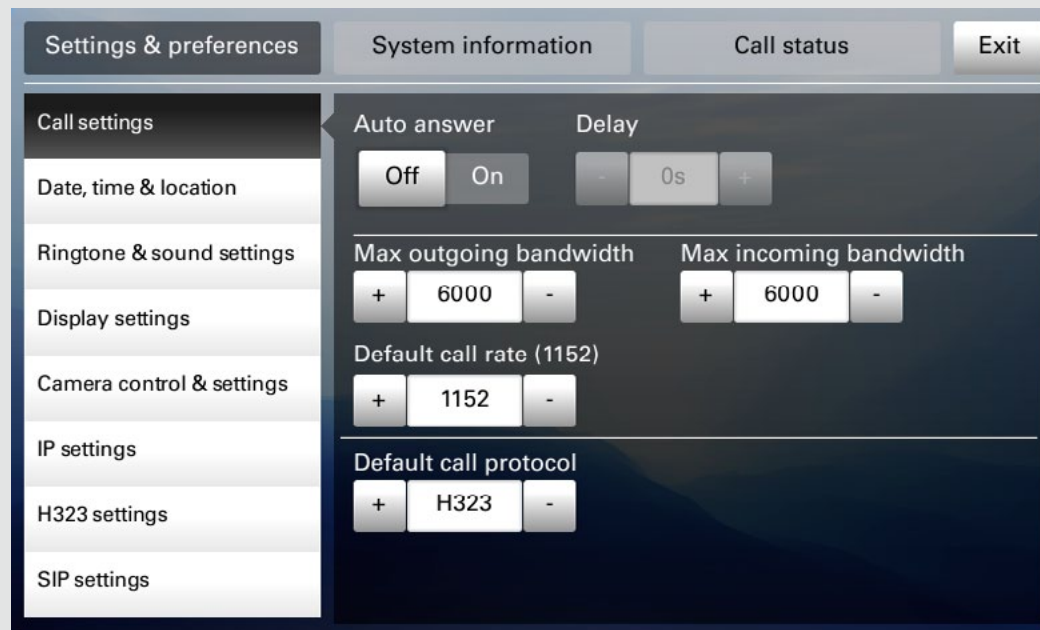 Settings & preferences System information Call status Exit
Call settings
Date, time & location
Ringtone & sound settings
Display settings
Camera control & settings
IP settings
H323 settings
SIP settings
Auto answer Delay
Off On - 0s +
Max outgoing bandwidth Max incoming bandwidth
+ 6000 - + 6000 -
Default call rate (1152)
+ 1152 -
Default call protocol
+ H323 -